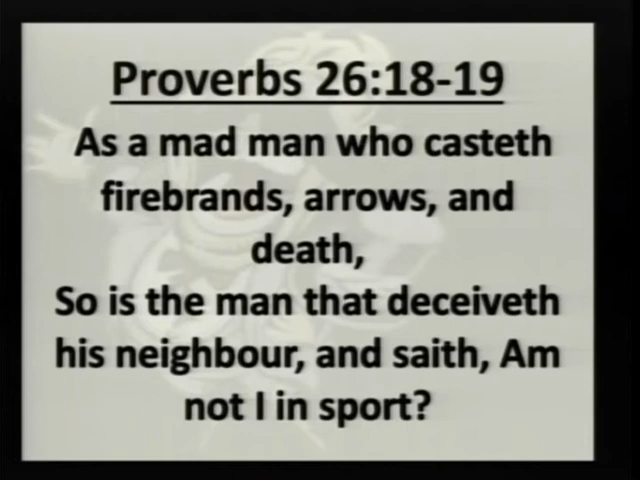 Proverbs 26:18-19
As a mad man who casteth
firebrands, arrows, and
death,
So is the man that deceiveth
his neighbour, and saith, Am
not I in sport?